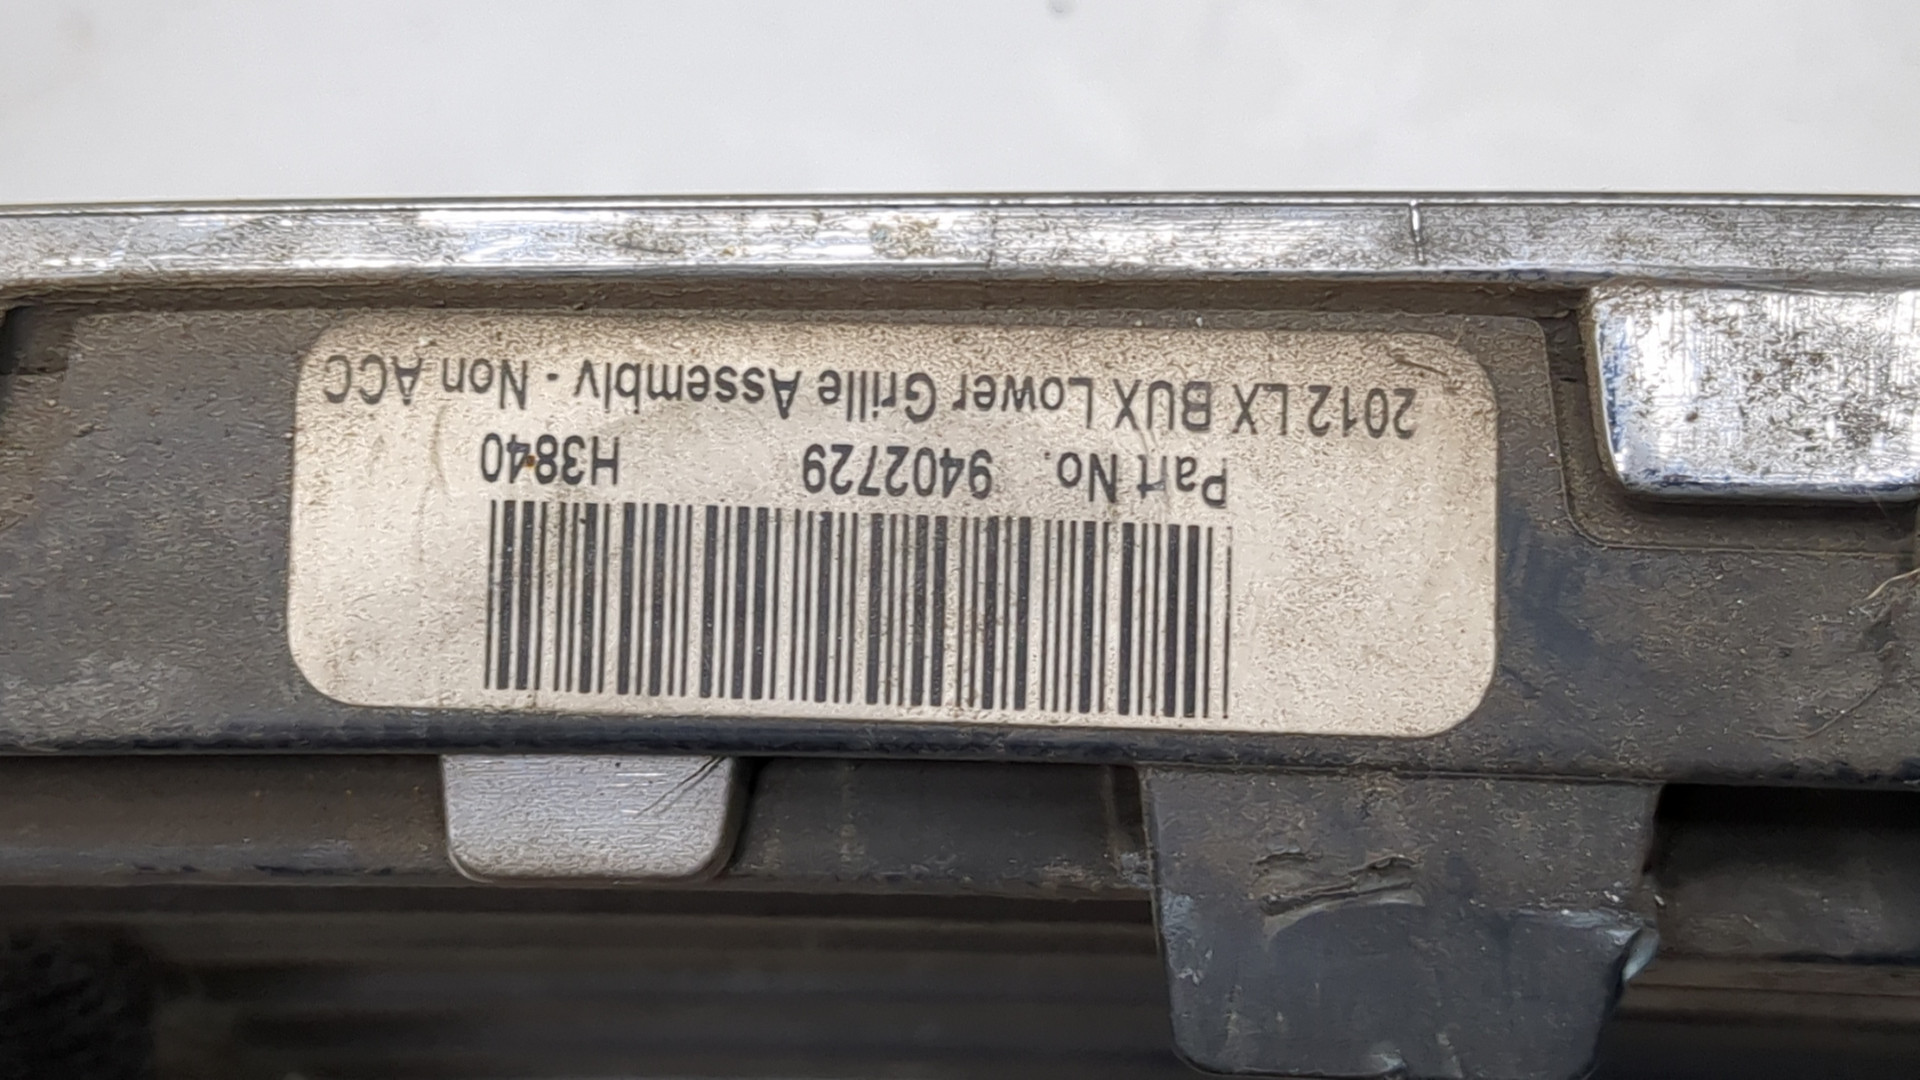 2012 LX BUX Lower Grille Assembly - Non ACC
Part No. 9402729 H3840